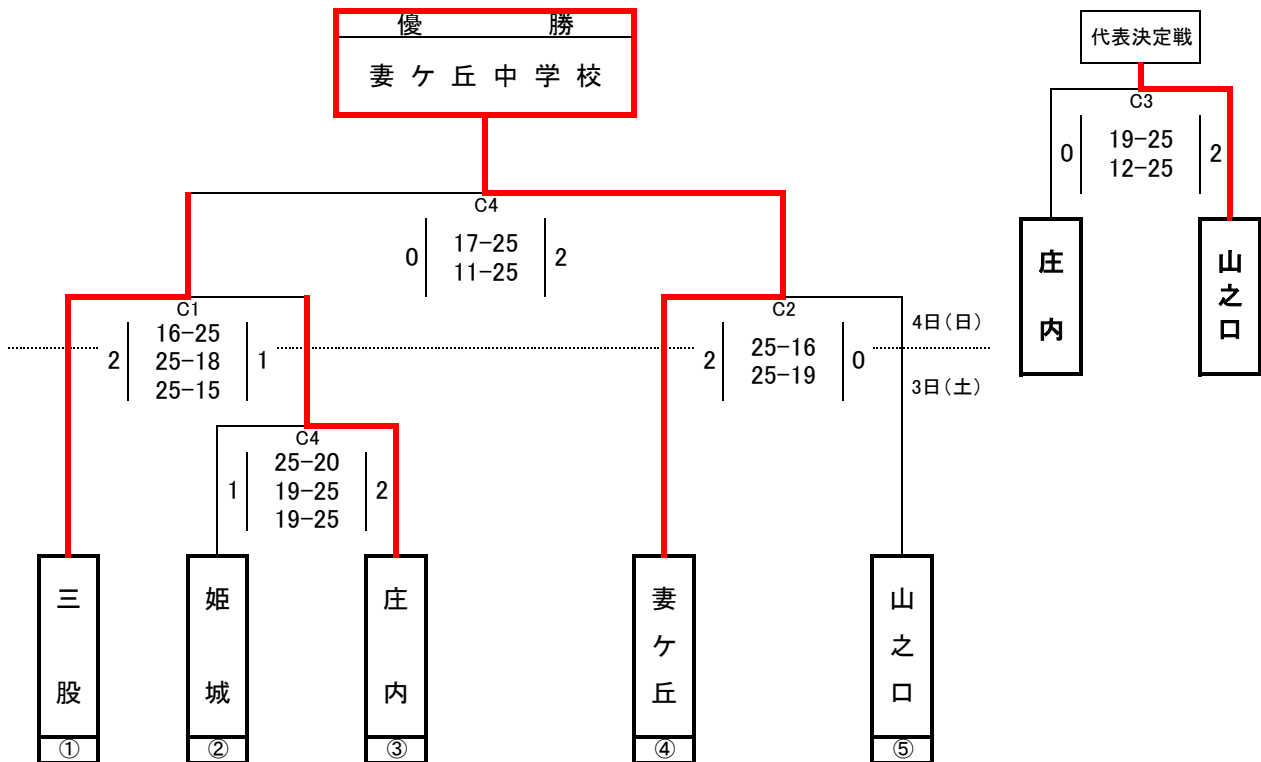 優勝
妻ケ丘中学校
代表決定戦
C3
0
19-25
12-25
2
庄内
山之口
C4
0
17-25
11-25
2
C1
2
16-25
25-18
25-15
1
C2
2
25-16
25-19
0
4日(日)
3日(土)
C4
1
25-20
19-25
19-25
2
三股
姫城
庄内
妻ケ丘
山之口
①
②
③
④
⑤